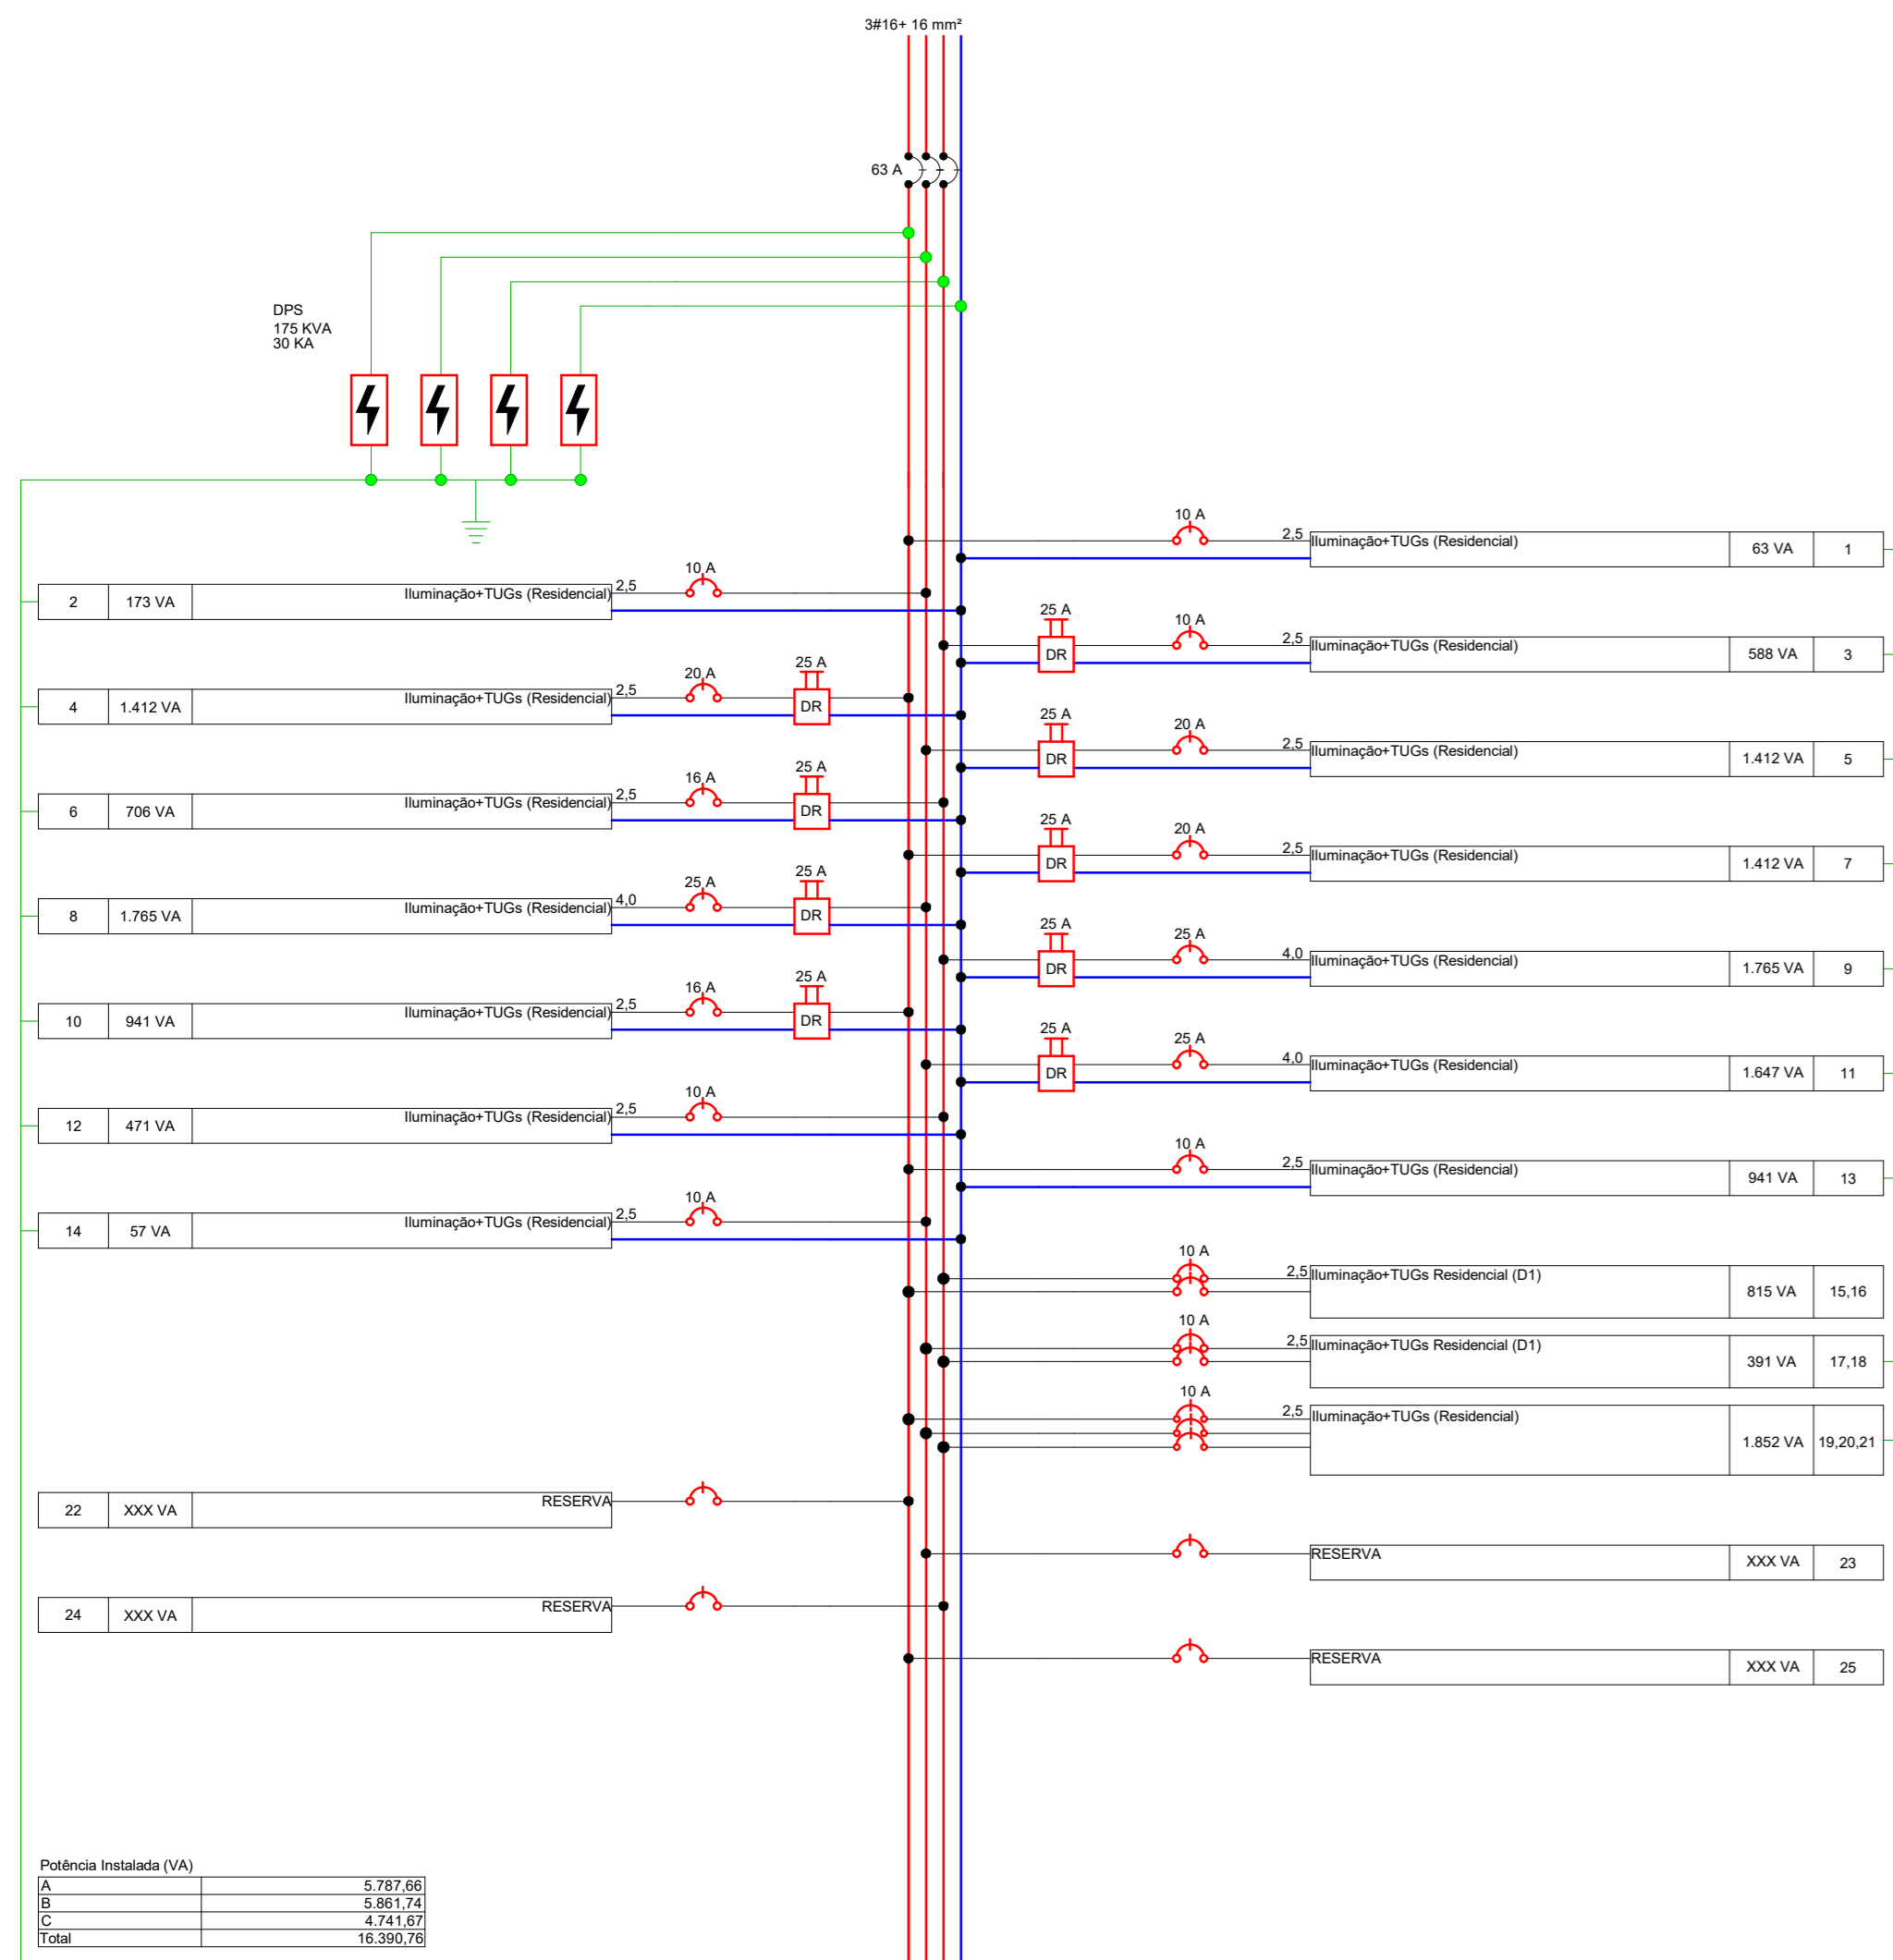 3#16+ 16 mm²
63 A
DPS
175 KVA
30 KA
10 A
2,5 Iluminação+TUGs (Residencial) 63 VA 1
10 A
2 173 VA Iluminação+TUGs (Residencial) 2,5
25 A 10 A
DR 2,5 Iluminação+TUGs (Residencial) 588 VA 3
20 A 25 A
4 1.412 VA Iluminação+TUGs (Residencial) 2,5 DR
25 A 20 A
DR 2,5 Iluminação+TUGs (Residencial) 1.412 VA 5
16 A 25 A
6 706 VA Iluminação+TUGs (Residencial) 2,5 DR
25 A 20 A
DR 2,5 Iluminação+TUGs (Residencial) 1.412 VA 7
25 A 25 A
8 1.765 VA Iluminação+TUGs (Residencial) 4,0 DR
25 A 25 A
DR 4,0 Iluminação+TUGs (Residencial) 1.765 VA 9
16 A 25 A
10 941 VA Iluminação+TUGs (Residencial) 2,5 DR
25 A 25 A
DR 4,0 Iluminação+TUGs (Residencial) 1.647 VA 11
10 A
12 471 VA Iluminação+TUGs (Residencial) 2,5
10 A
2,5 Iluminação+TUGs (Residencial) 941 VA 13
10 A
14 57 VA Iluminação+TUGs (Residencial) 2,5
10 A
2,5 Iluminação+TUGs Residencial (D1) 815 VA 15,16
10 A
2,5 Iluminação+TUGs Residencial (D1) 391 VA 17,18
10 A
2,5 Iluminação+TUGs (Residencial) 1.852 VA 19,20,21
22 XXX VA RESERVA
RESERVA XXX VA 23
24 XXX VA RESERVA
RESERVA XXX VA 25
Potência Instalada (VA)
A 5.787,66
B 5.861,74
C 4.741,67
Total 16.390,76